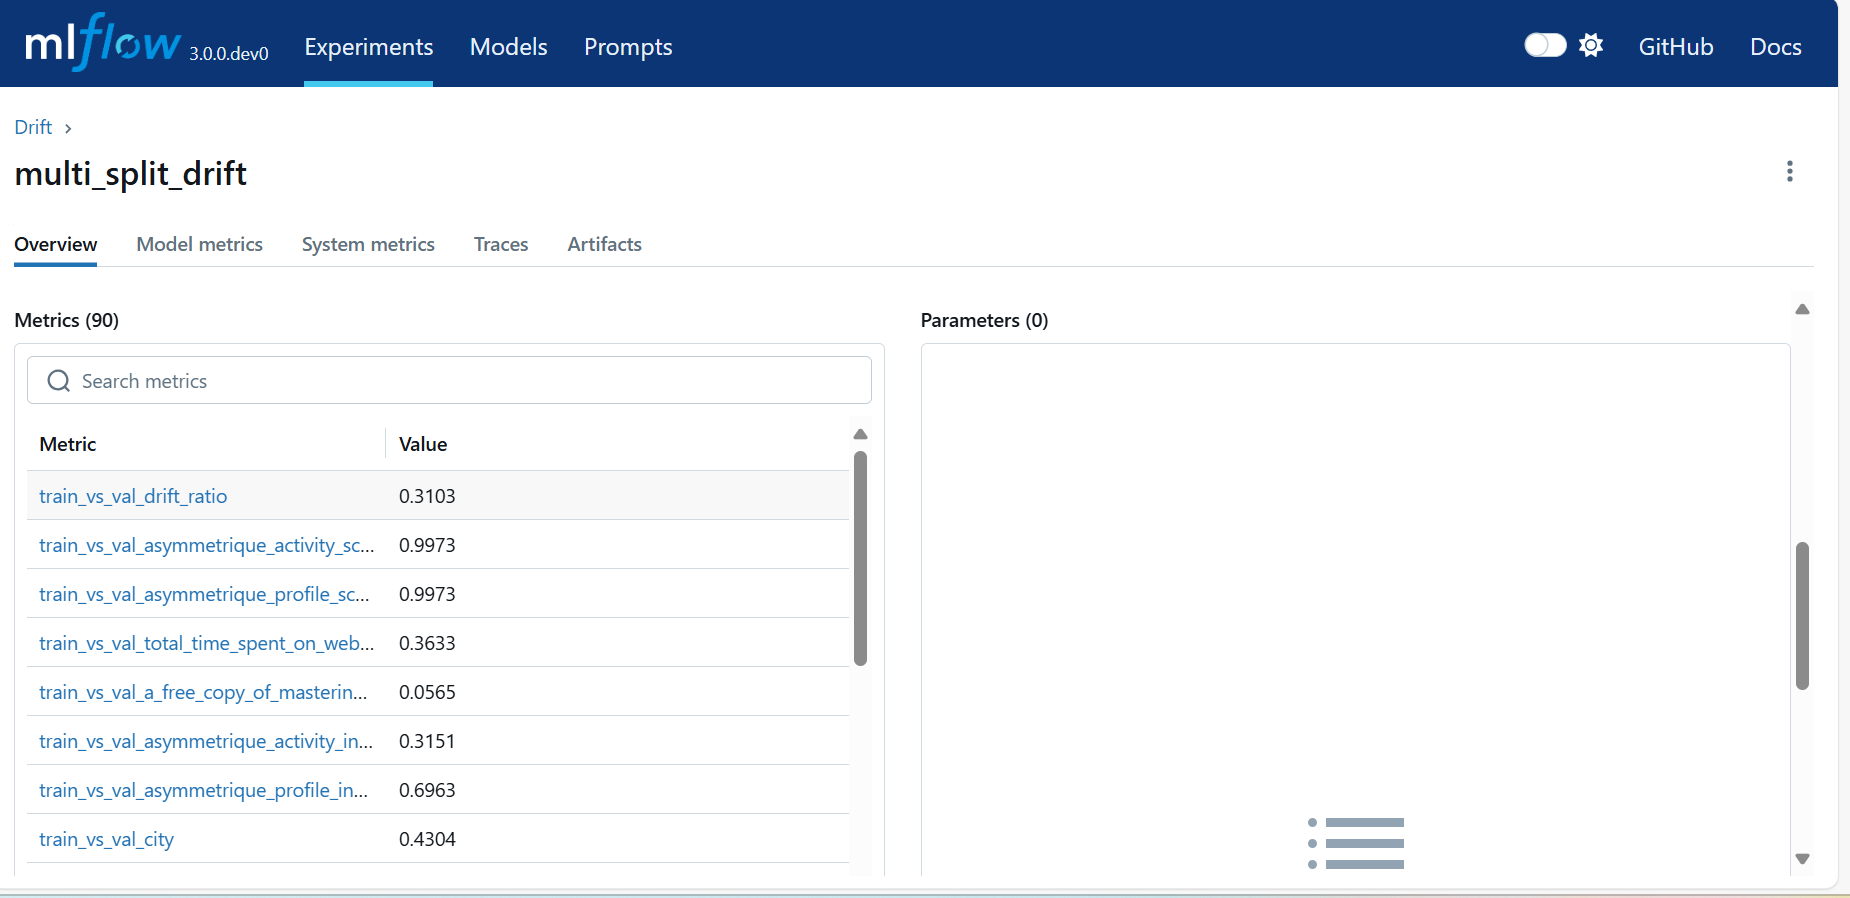 mlflow 3.0.0.dev0 Experiments Models Prompts GitHub Docs
Drift
multi_split_drift
Overview Model metrics System metrics Traces Artifacts
Metrics (90)
Search metrics
Metric Value
train_vs_val_drift_ratio 0.3103
train_vs_val_asymmetrique_activity_sc... 0.9973
train_vs_val_asymmetrique_profile_sc... 0.9973
train_vs_val_total_time_spent_on_web... 0.3633
train_vs_val_a_free_copy_of_masterin... 0.0565
train_vs_val_asymmetrique_activity_in... 0.3151
train_vs_val_asymmetrique_profile_in... 0.6963
train_vs_val_city 0.4304
Parameters (0)